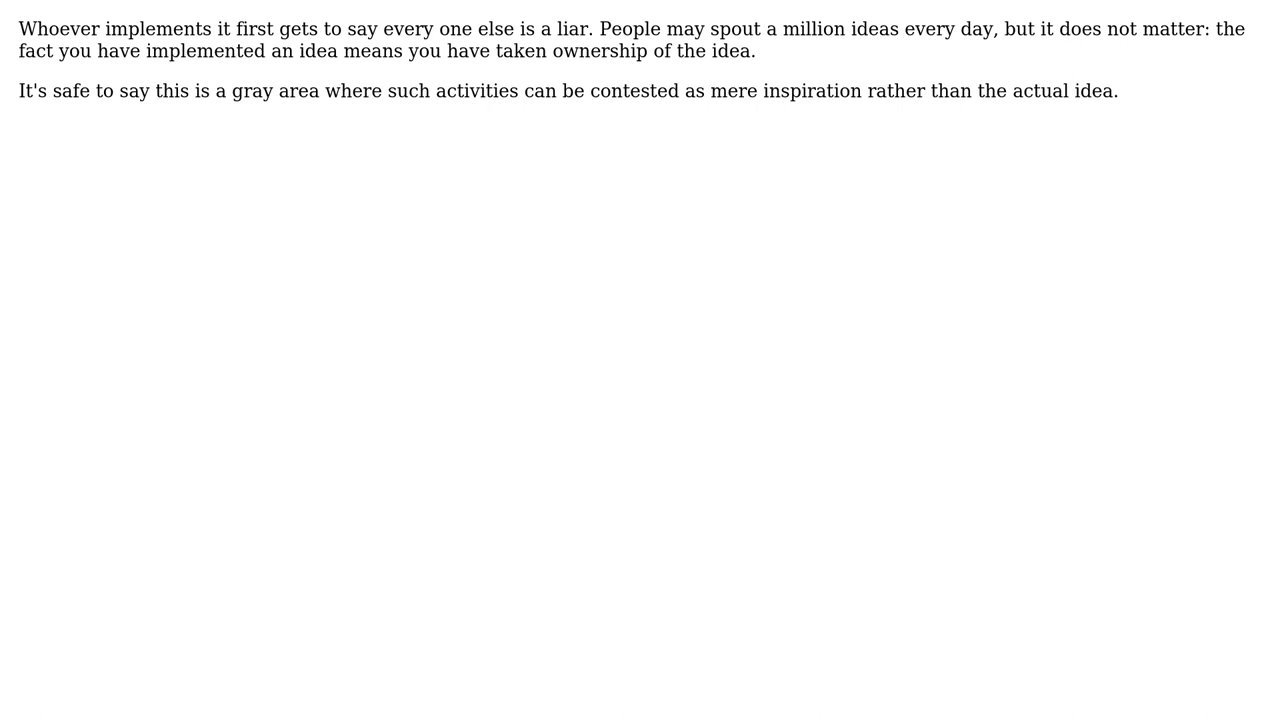 Whoever implements it first gets to say every one else is a liar. People may spout a million ideas every day, but it does not matter: the
fact you have implemented an idea means you have taken ownership of the idea.
It's safe to say this is a gray area where such activities can be contested as mere inspiration rather than the actual idea.